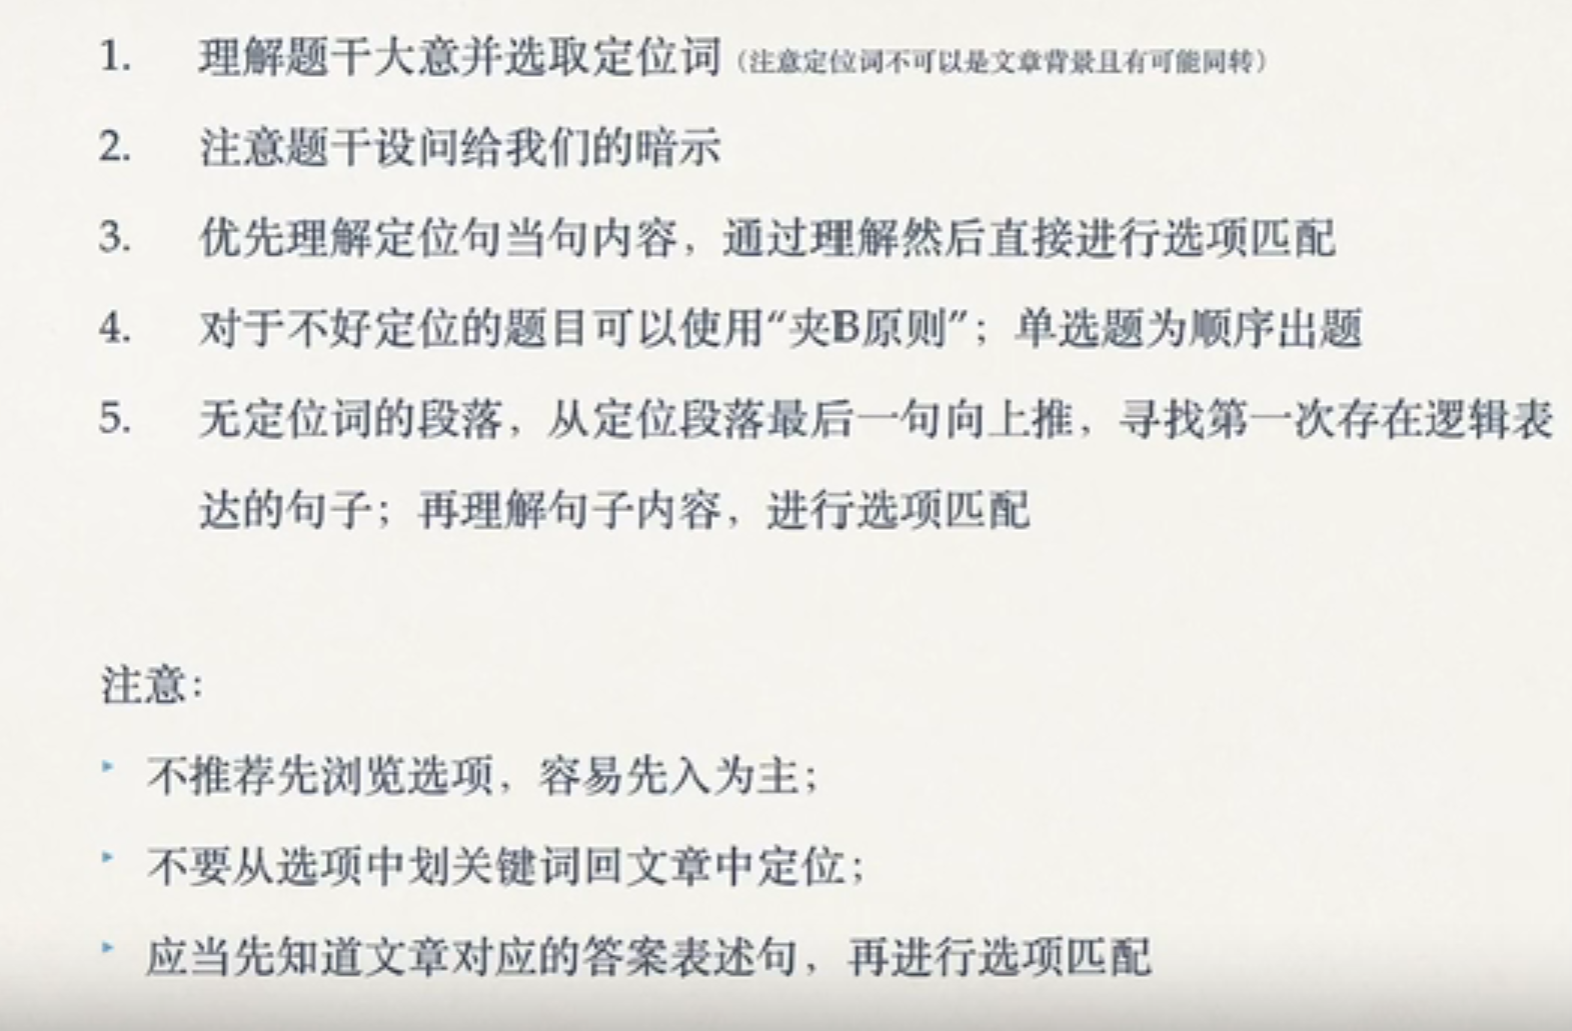 1. 理解题干大意并选取定位词（注意定位词不可以是文章背景且有可能同转）
2. 注意题干设问给我们的暗示
3. 优先理解定位句当句内容，通过理解然后直接进行选项匹配
4. 对于不好定位的题目可以使用“夹B原则”；单选题为顺序出题
5. 无定位词的段落，从定位段落最后一句向上推，寻找第一次存在逻辑表
达的句子；再理解句子内容，进行选项匹配
注意：
‣ 不推荐先浏览选项，容易先入为主；
‣ 不要从选项中划关键词回文章中定位；
‣ 应当先知道文章对应的答案表述句，再进行选项匹配